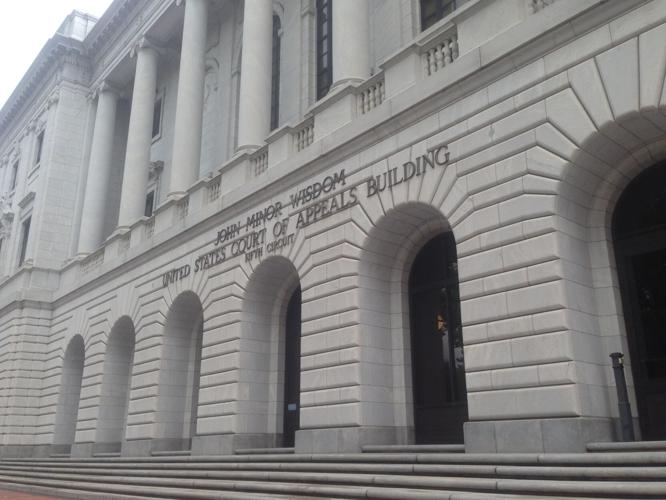 JOHN MINOR WISDOM
UNITED STATES COURT OF APPEALS BUILDING
FIFTH CIRCUIT